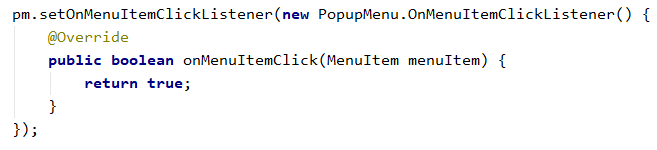 pm.setOnMenuItemClickListener(new PopupMenu.OnMenuItemClickListener() {
    @Override
    public boolean onMenuItemClick(MenuItem menuItem) {
        return true;
    }
});